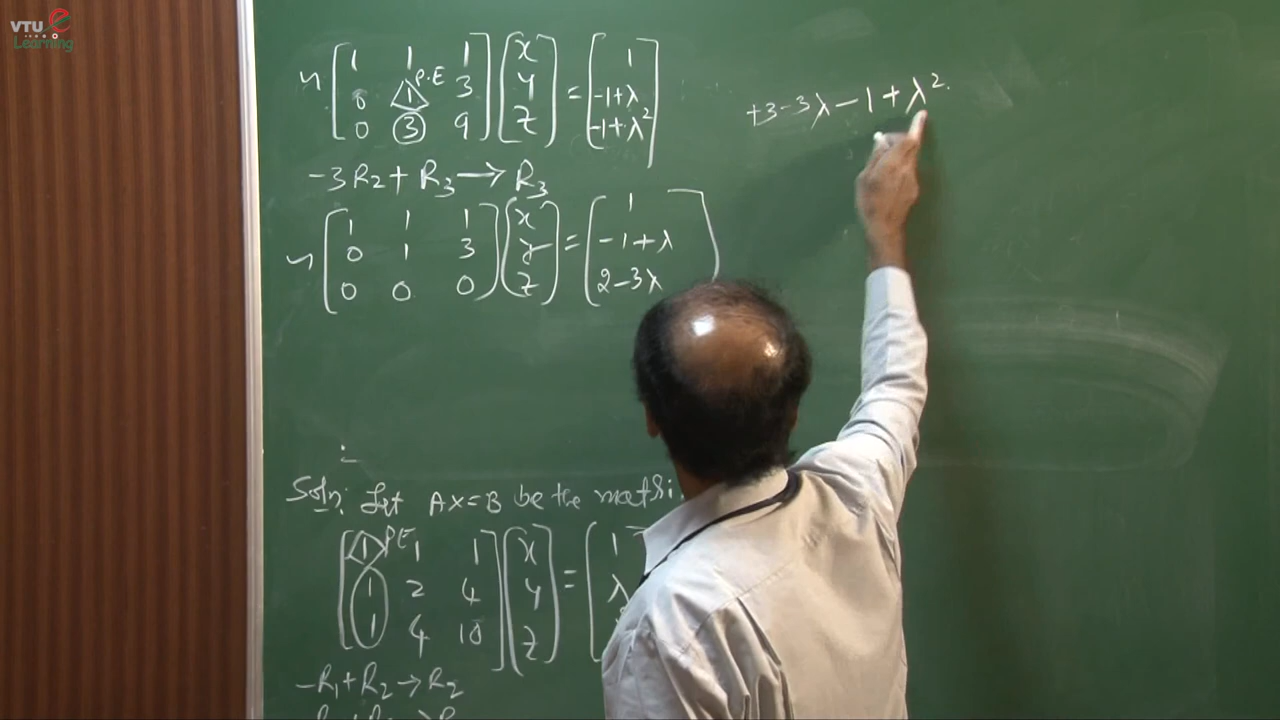 VTU e
Learning
~ [1 1 1] [x] = [1]
[0 1 P.E 3] [y] [-1+λ]
[0 3 9] [z] [-1+λ²]
+3-3λ-1+λ²
-3R₂ + R₃ → R₃
~ [1 1 1] [x] = [1]
[0 1 3] [y] [-1+λ]
[0 0 0] [z] [2-3λ
Soln: Let AX=B be the
[1 PE 1 1] [x] = [1
[1 2 4] [y] [λ
[1 4 10] [z]
-R₁+R₂→R₂